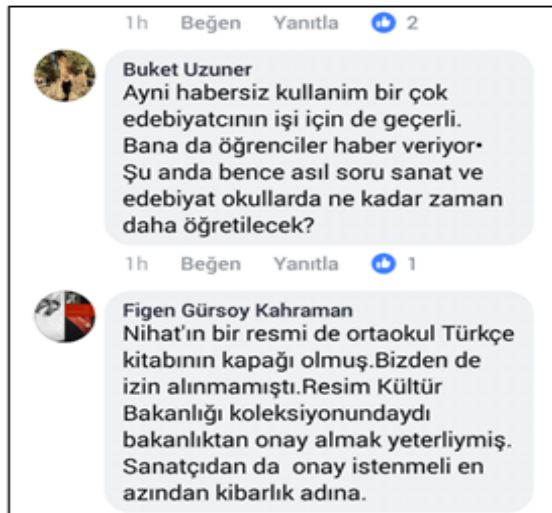 1h Beğen Yanıtla 2
Buket Uzuner
Ayni habersiz kullanim bir çok
edebiyatcının işi için de geçerli.
Bana da öğrenciler haber veriyor•
Şu anda bence asıl soru sanat ve
edebiyat okullarda ne kadar zaman
daha öğretilecek?
1h Beğen Yanıtla 1
Figen Gürsoy Kahraman
Nihat'ın bir resmi de ortaokul Türkçe
kitabının kapağı olmuş.Bizden de
izin alınmamıştı.Resim Kültür
Bakanlığı koleksiyonundaydı
bakanlıktan onay almak yeterliymiş.
Sanatçıdan da onay istenmeli en
azından kibarlık adına.